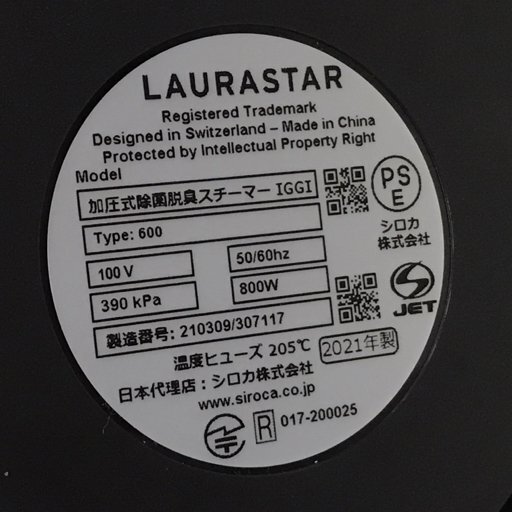 LAURASTAR
Registered Trademark
Designed in Switzerland – Made in China
Protected by Intellectual Property Right
Model
加圧式除菌脱臭スチーマー IGGI
Type: 600
100 V
50/60hz
390 kPa
800W
製造番号: 210309/307117
PS
E
シロカ
株式会社
JET
温度ヒューズ 205℃
2021年製
日本代理店：シロカ株式会社
www.siroca.co.jp
R 017-200025